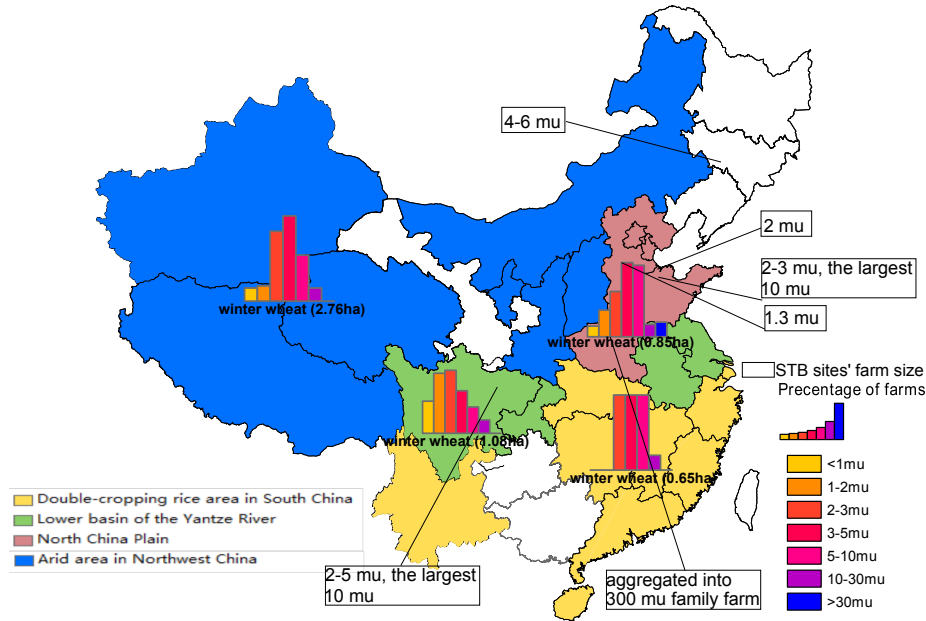 4-6 mu
2 mu
2-3 mu, the largest
10 mu
1.3 mu
winter wheat (2.76ha)
winter wheat (0.85ha)
STB sites' farm size
Precentage of farms
winter wheat (1.08ha)
<1mu
1-2mu
2-3mu
3-5mu
5-10mu
10-30mu
>30mu
winter wheat (0.65ha)
Double-cropping rice area in South China
Lower basin of the Yantze River
North China Plain
Arid area in Northwest China
2-5 mu, the largest
10 mu
aggregated into
300 mu family farm